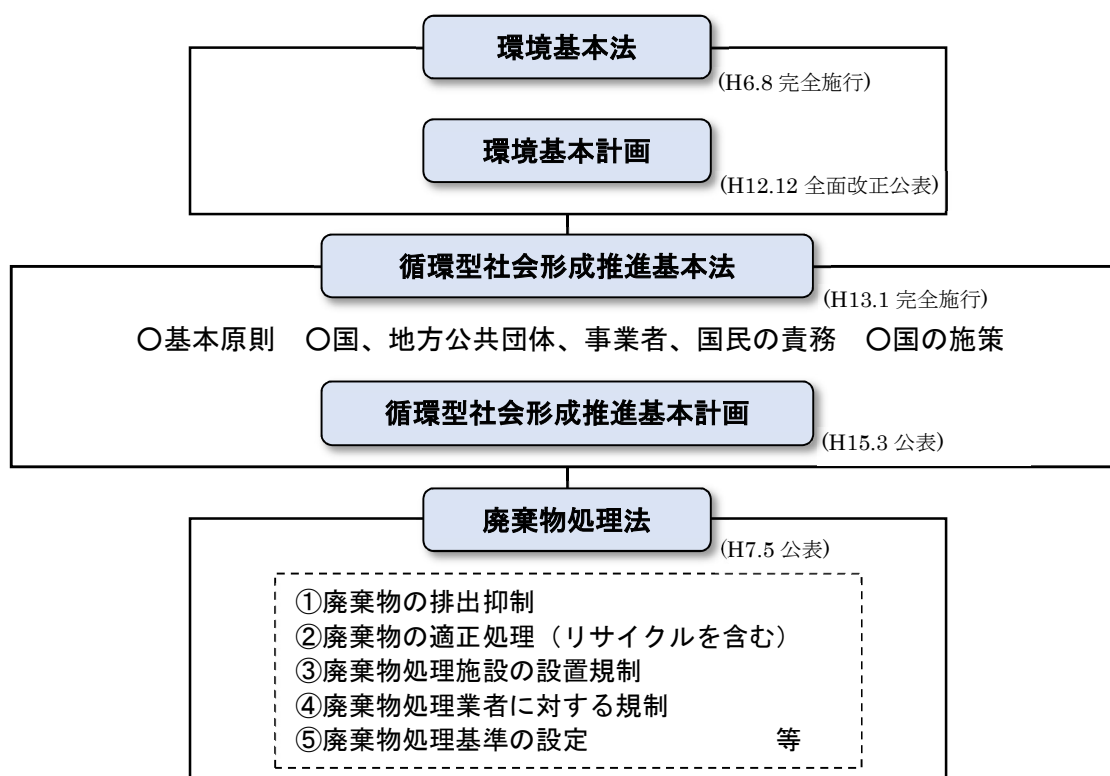 環境基本法
(H6.8 完全施行)
環境基本計画
(H12.12 全面改正公表)
循環型社会形成推進基本法
(H13.1 完全施行)
〇基本原則　〇国、地方公共団体、事業者、国民の責務　〇国の施策
循環型社会形成推進基本計画
(H15.3 公表)
廃棄物処理法
(H7.5 公表)
①廃棄物の排出抑制
②廃棄物の適正処理（リサイクルを含む）
③廃棄物処理施設の設置規制
④廃棄物処理業者に対する規制
⑤廃棄物処理基準の設定　　　　　　　　等